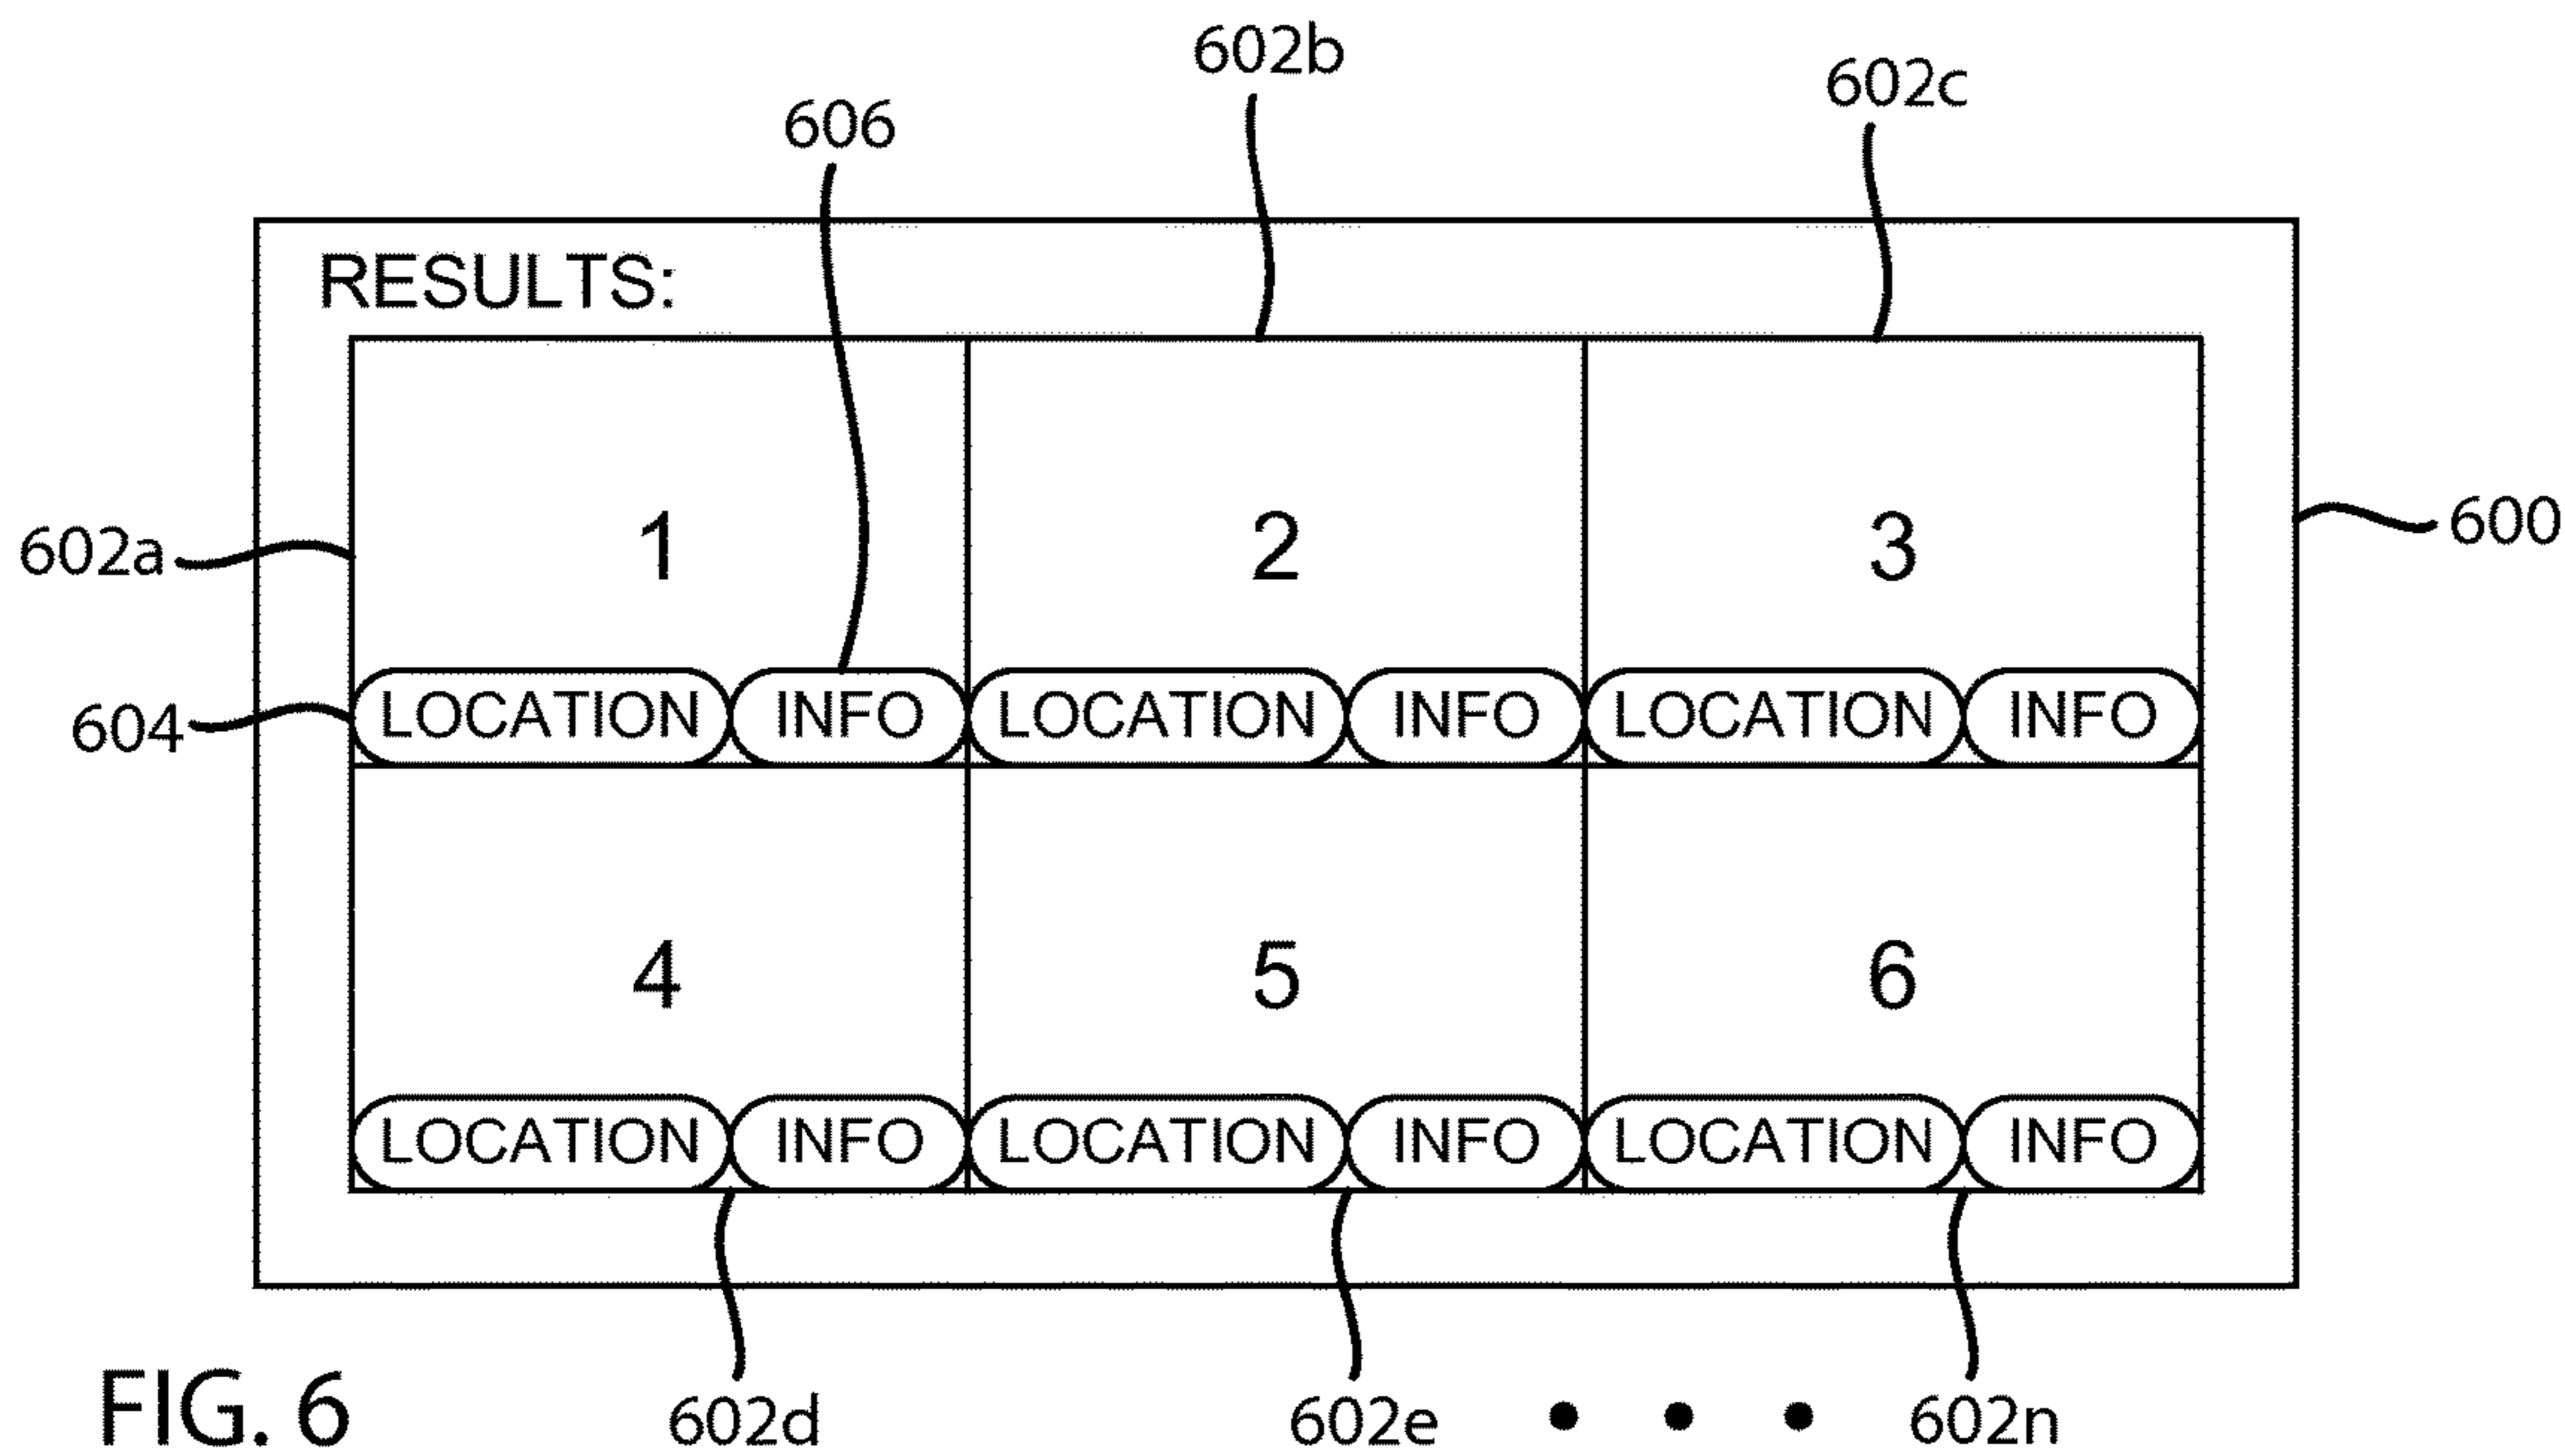 602b
602c
606
RESULTS:
600
602a
1 2 3
604
LOCATION INFO LOCATION INFO LOCATION INFO
4 5 6
LOCATION INFO LOCATION INFO LOCATION INFO
FIG. 6
602d 602e • • • 602n